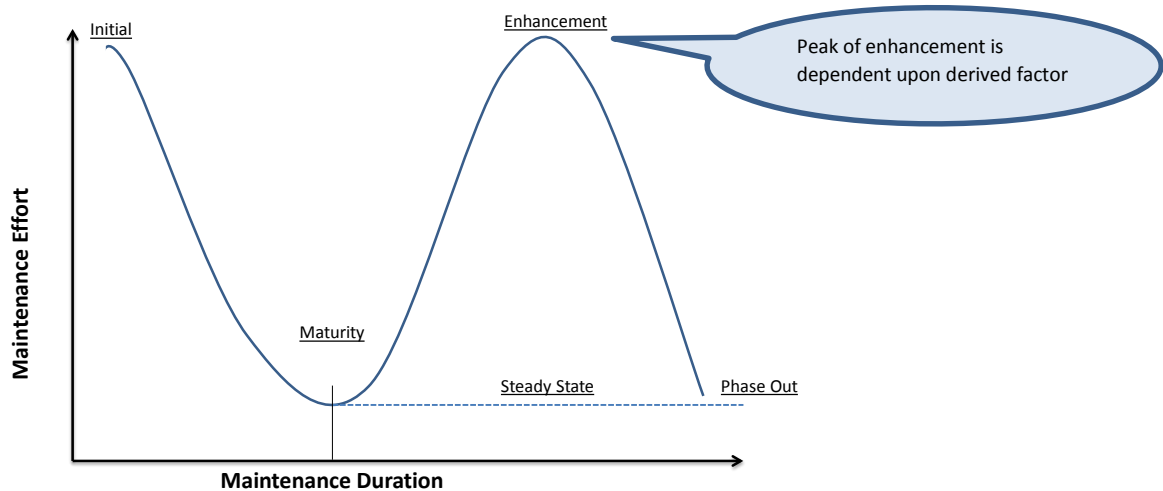 Initial
Enhancement
Peak of enhancement is
dependent upon derived factor
Maintenance Effort
Maturity
Steady State
Phase Out
Maintenance Duration